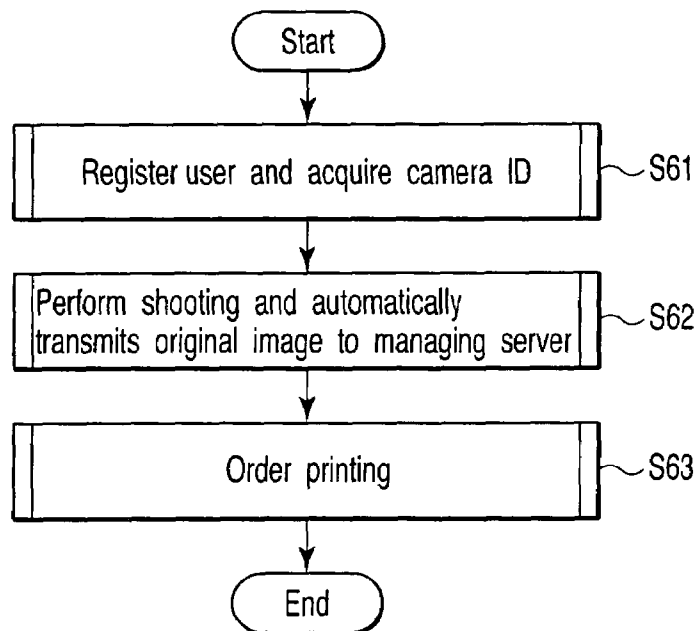 Start
Register user and acquire camera ID
S61
Perform shooting and automatically
transmits original image to managing server
S62
Order printing
S63
End